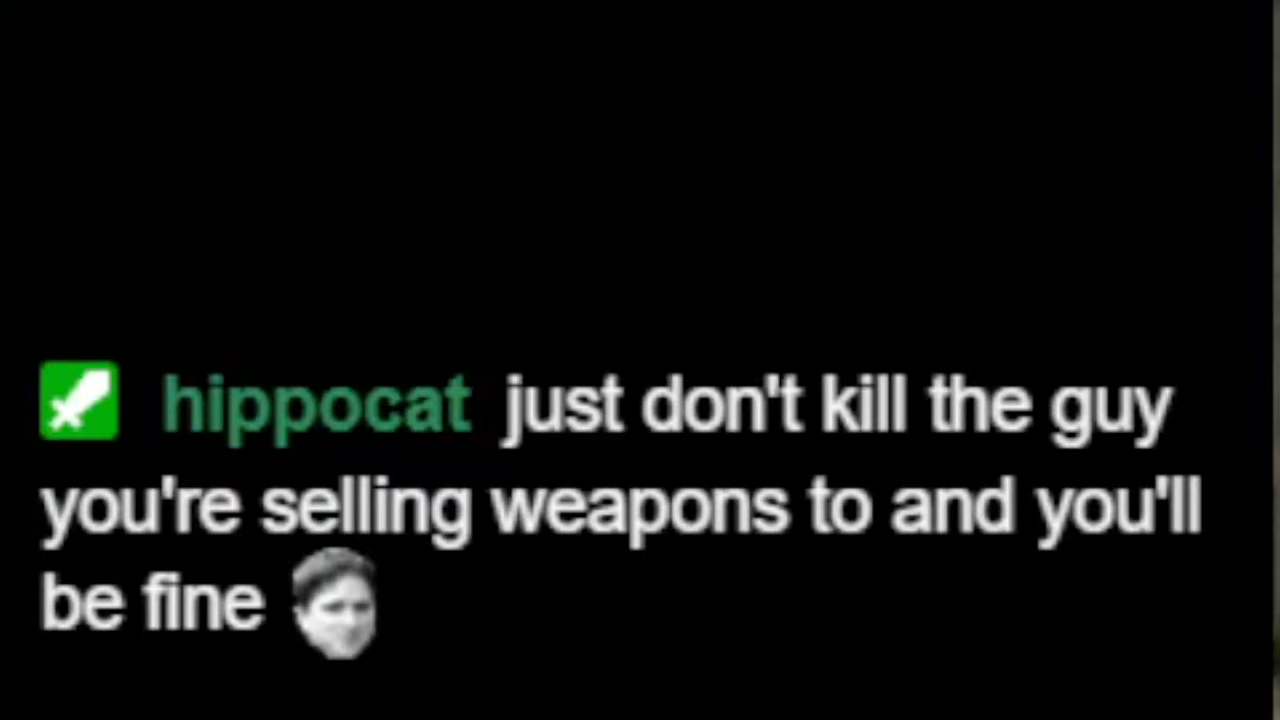 hippocat just don't kill the guy
you're selling weapons to and you'll
be fine